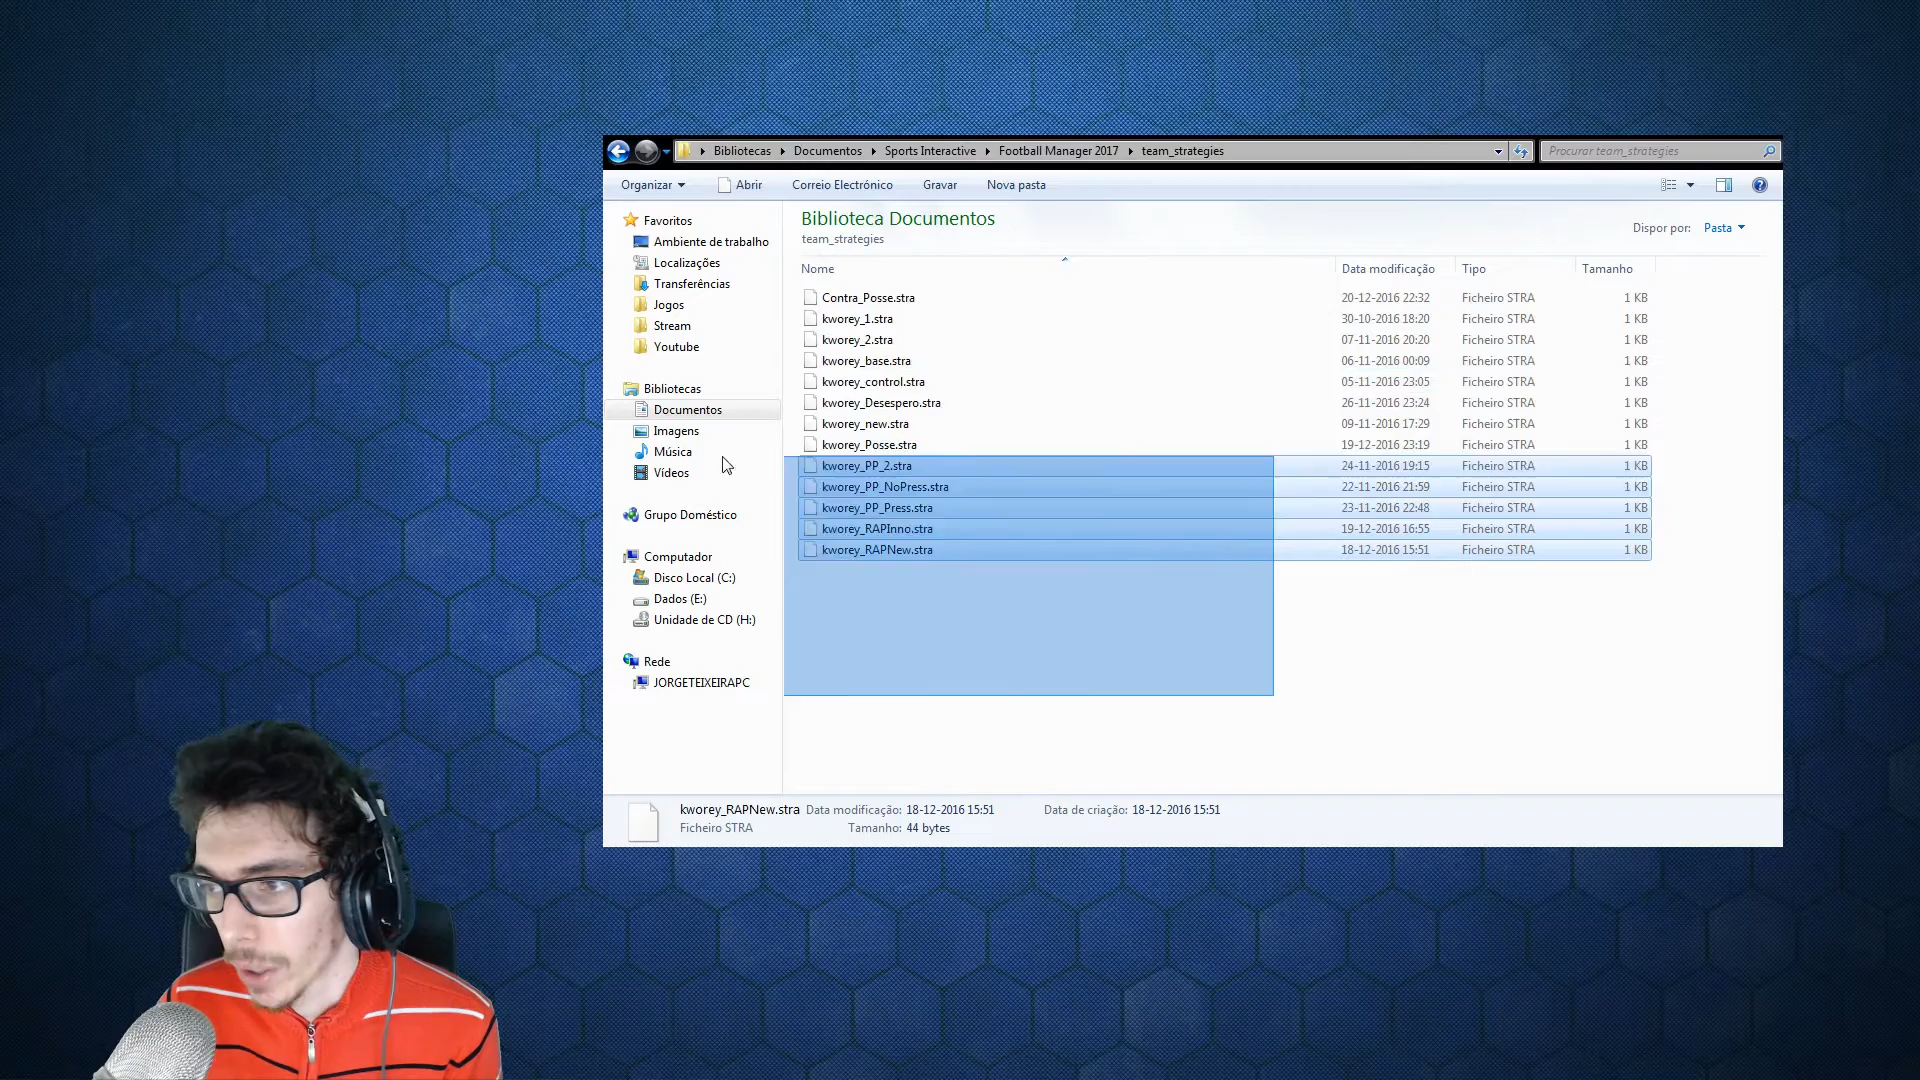 Bibliotecas Documentos Sports Interactive Football Manager 2017 team_strategies
Procurar team_strategies
Organizar Abrir Correio Electrónico Gravar Nova pasta
Favoritos
Ambiente de trabalho
Localizações
Transferências
Jogos
Stream
Youtube
Bibliotecas
Documentos
Imagens
Música
Vídeos
Grupo Doméstico
Computador
Disco Local (C:)
Dados (E:)
Unidade de CD (H:)
Rede
JORGETEIXEIRAPC
Biblioteca Documentos
team_strategies
Dispor por: Pasta
Nome Data modificação Tipo Tamanho
Contra_Posse.stra 20-12-2016 22:32 Ficheiro STRA 1 KB
kworey_1.stra 30-10-2016 18:20 Ficheiro STRA 1 KB
kworey_2.stra 07-11-2016 20:20 Ficheiro STRA 1 KB
kworey_base.stra 06-11-2016 00:09 Ficheiro STRA 1 KB
kworey_control.stra 05-11-2016 23:05 Ficheiro STRA 1 KB
kworey_Desespero.stra 26-11-2016 23:24 Ficheiro STRA 1 KB
kworey_new.stra 09-11-2016 17:29 Ficheiro STRA 1 KB
kworey_Posse.stra 19-12-2016 23:19 Ficheiro STRA 1 KB
kworey_PP_2.stra 24-11-2016 19:15 Ficheiro STRA 1 KB
kworey_PP_NoPress.stra 22-11-2016 21:59 Ficheiro STRA 1 KB
kworey_PP_Press.stra 23-11-2016 22:48 Ficheiro STRA 1 KB
kworey_RAPInno.stra 19-12-2016 16:55 Ficheiro STRA 1 KB
kworey_RAPNew.stra 18-12-2016 15:51 Ficheiro STRA 1 KB
kworey_RAPNew.stra Data modificação: 18-12-2016 15:51 Data de criação: 18-12-2016 15:51
Ficheiro STRA Tamanho: 44 bytes